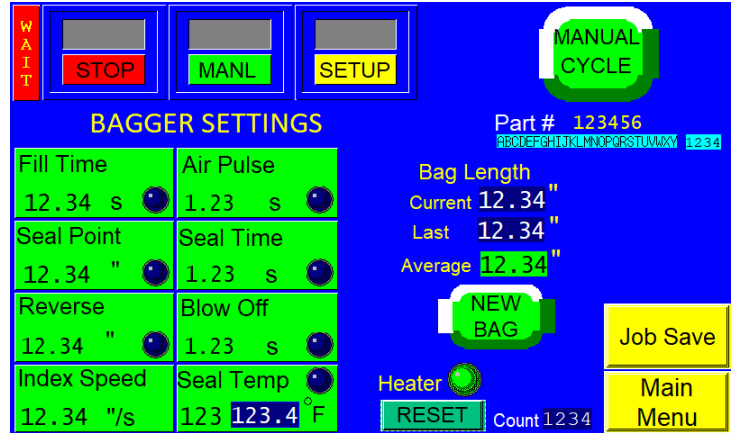 WAIT
STOP
MANL
SETUP
MANUAL
CYCLE
BAGGER SETTINGS
Part # 123456
ABCDEFGHIJKLMNOPQRSTUVWXY 1234
Fill Time
12.34 s
Air Pulse
1.23 s
Seal Point
12.34 "
Seal Time
1.23 s
Reverse
12.34 "
Blow Off
1.23 s
Index Speed
12.34 "/s
Seal Temp
123 123.4 °F
Bag Length
Current 12.34"
Last 12.34"
Average 12.34"
NEW
BAG
Heater
RESET
Count 1234
Job Save
Main
Menu